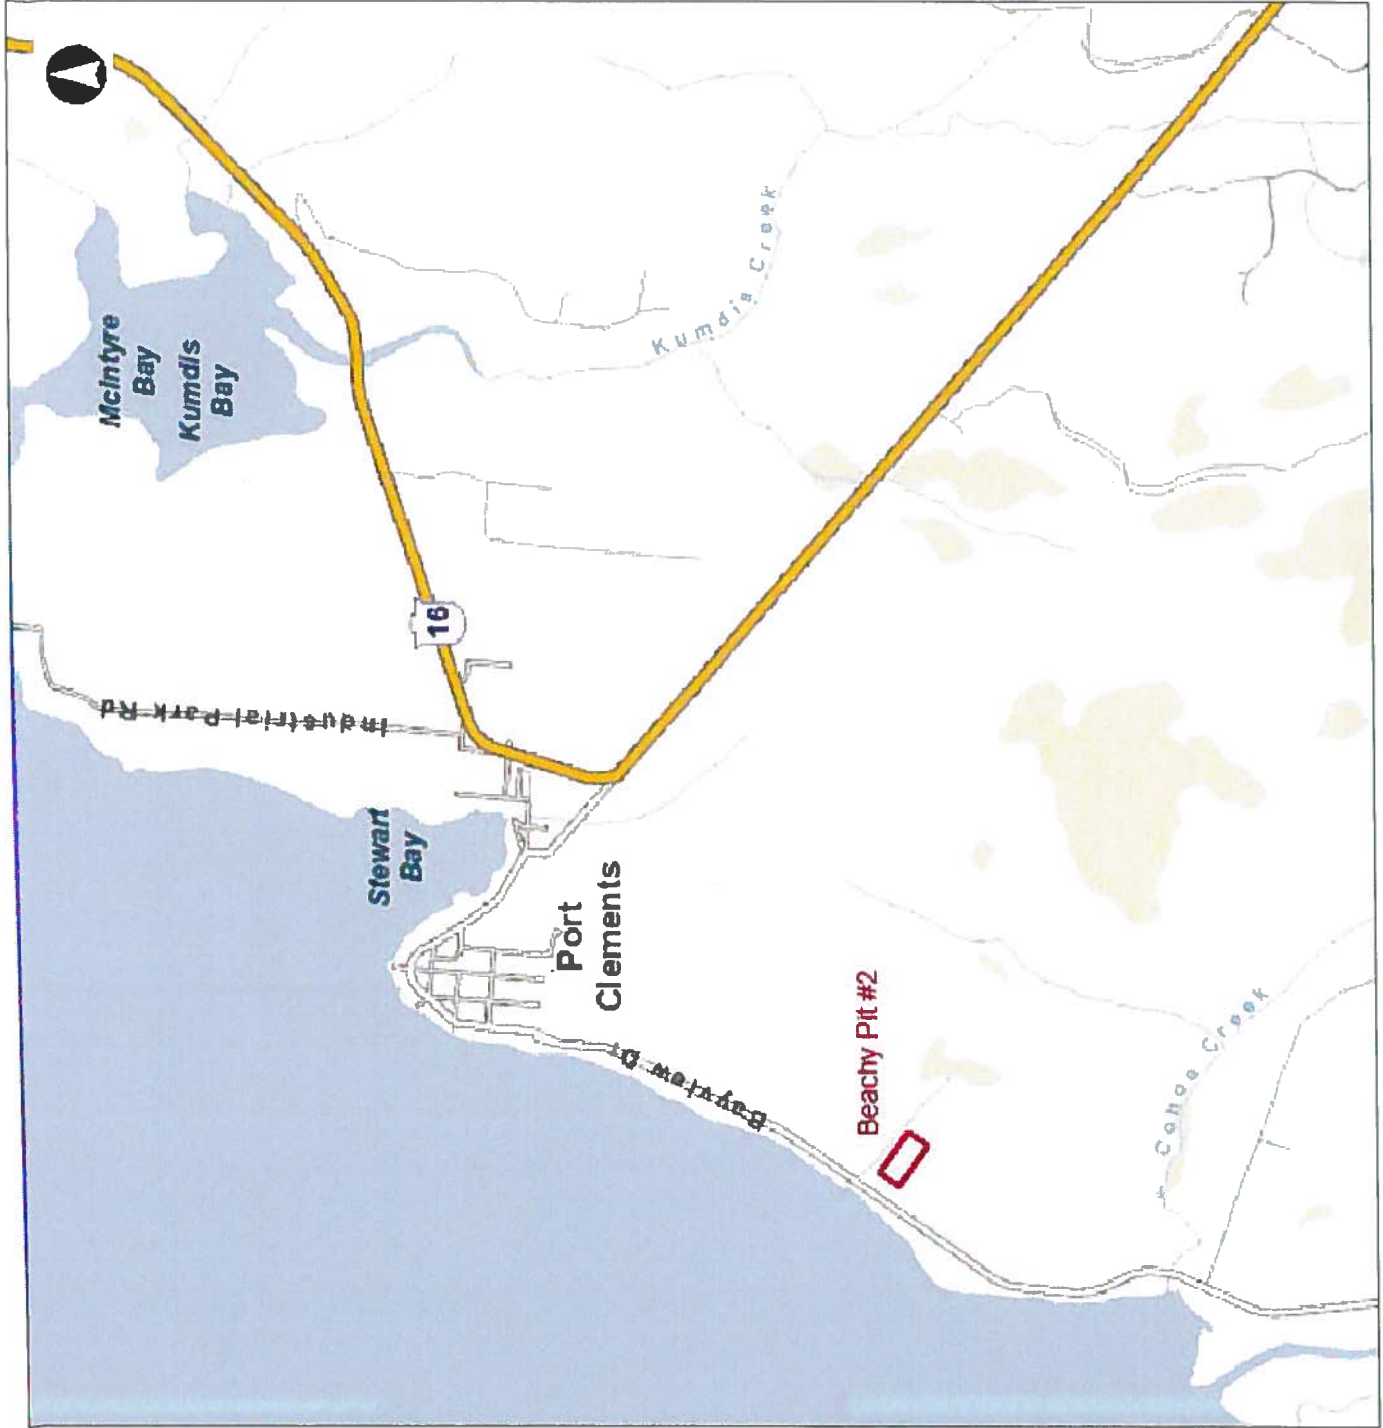 McIntyre
Bay
Kumdis
Bay
16
Industrial Park Rd
Stewart
Bay
Kumdis Creek
Port
Clements
Bayview Dr
Beachy Pit #2
Cohoe Creek